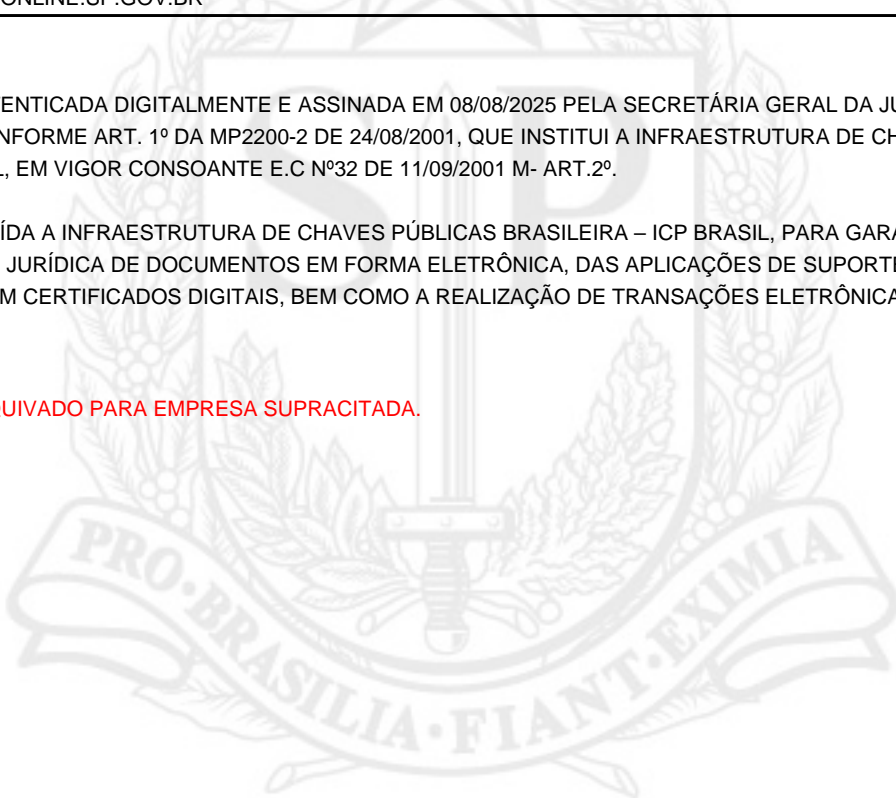 ONLINE.SP.GOV.BR
ENTICADA DIGITALMENTE E ASSINADA EM 08/08/2025 PELA SECRETÁRIA GERAL DA JU
NFORME ART. 1º DA MP2200-2 DE 24/08/2001, QUE INSTITUI A INFRAESTRUTURA DE CH
L, EM VIGOR CONSOANTE E.C Nº32 DE 11/09/2001 M- ART.2º.
ÍDA A INFRAESTRUTURA DE CHAVES PÚBLICAS BRASILEIRA – ICP BRASIL, PARA GARA
JURÍDICA DE DOCUMENTOS EM FORMA ELETRÔNICA, DAS APLICAÇÕES DE SUPORTE
M CERTIFICADOS DIGITAIS, BEM COMO A REALIZAÇÃO DE TRANSAÇÕES ELETRÔNICA
QUIVADO PARA EMPRESA SUPRACITADA.
SP
PRO·BRASILIA·FIANT·EXIMIA